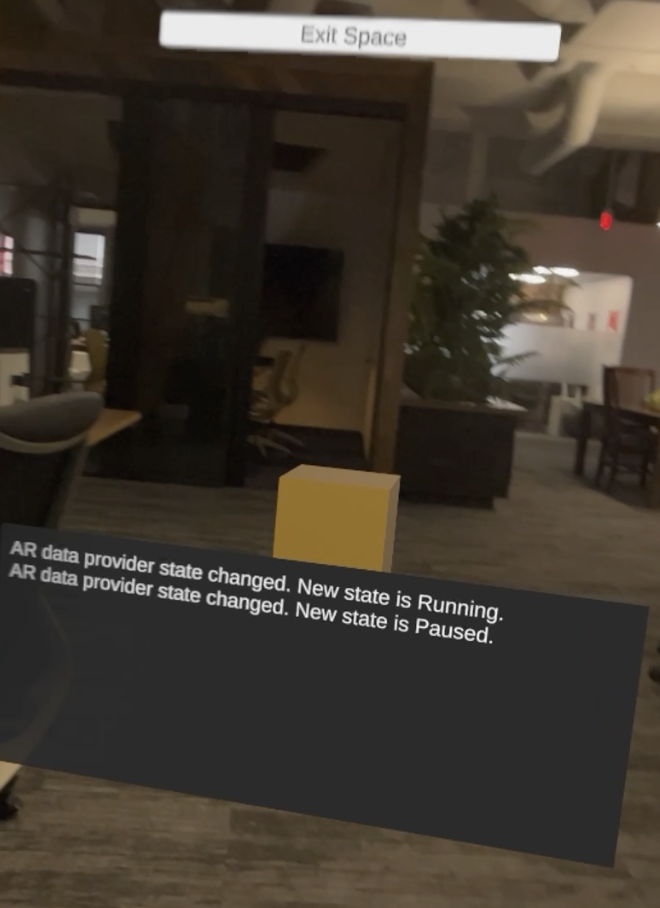 Exit Space
AR data provider state changed. New state is Running.
AR data provider state changed. New state is Paused.